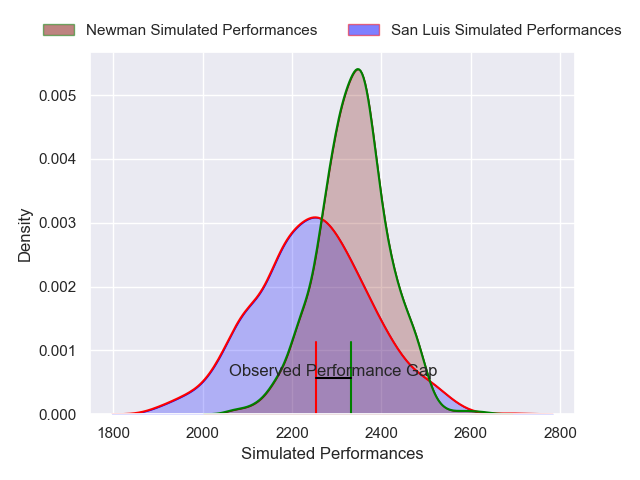 Newman Simulated Performances
San Luis Simulated Performances
0.005
0.004
0.003
0.002
0.001
0.000
Density
Observed Performance Gap
1800 2000 2200 2400 2600 2800
Simulated Performances